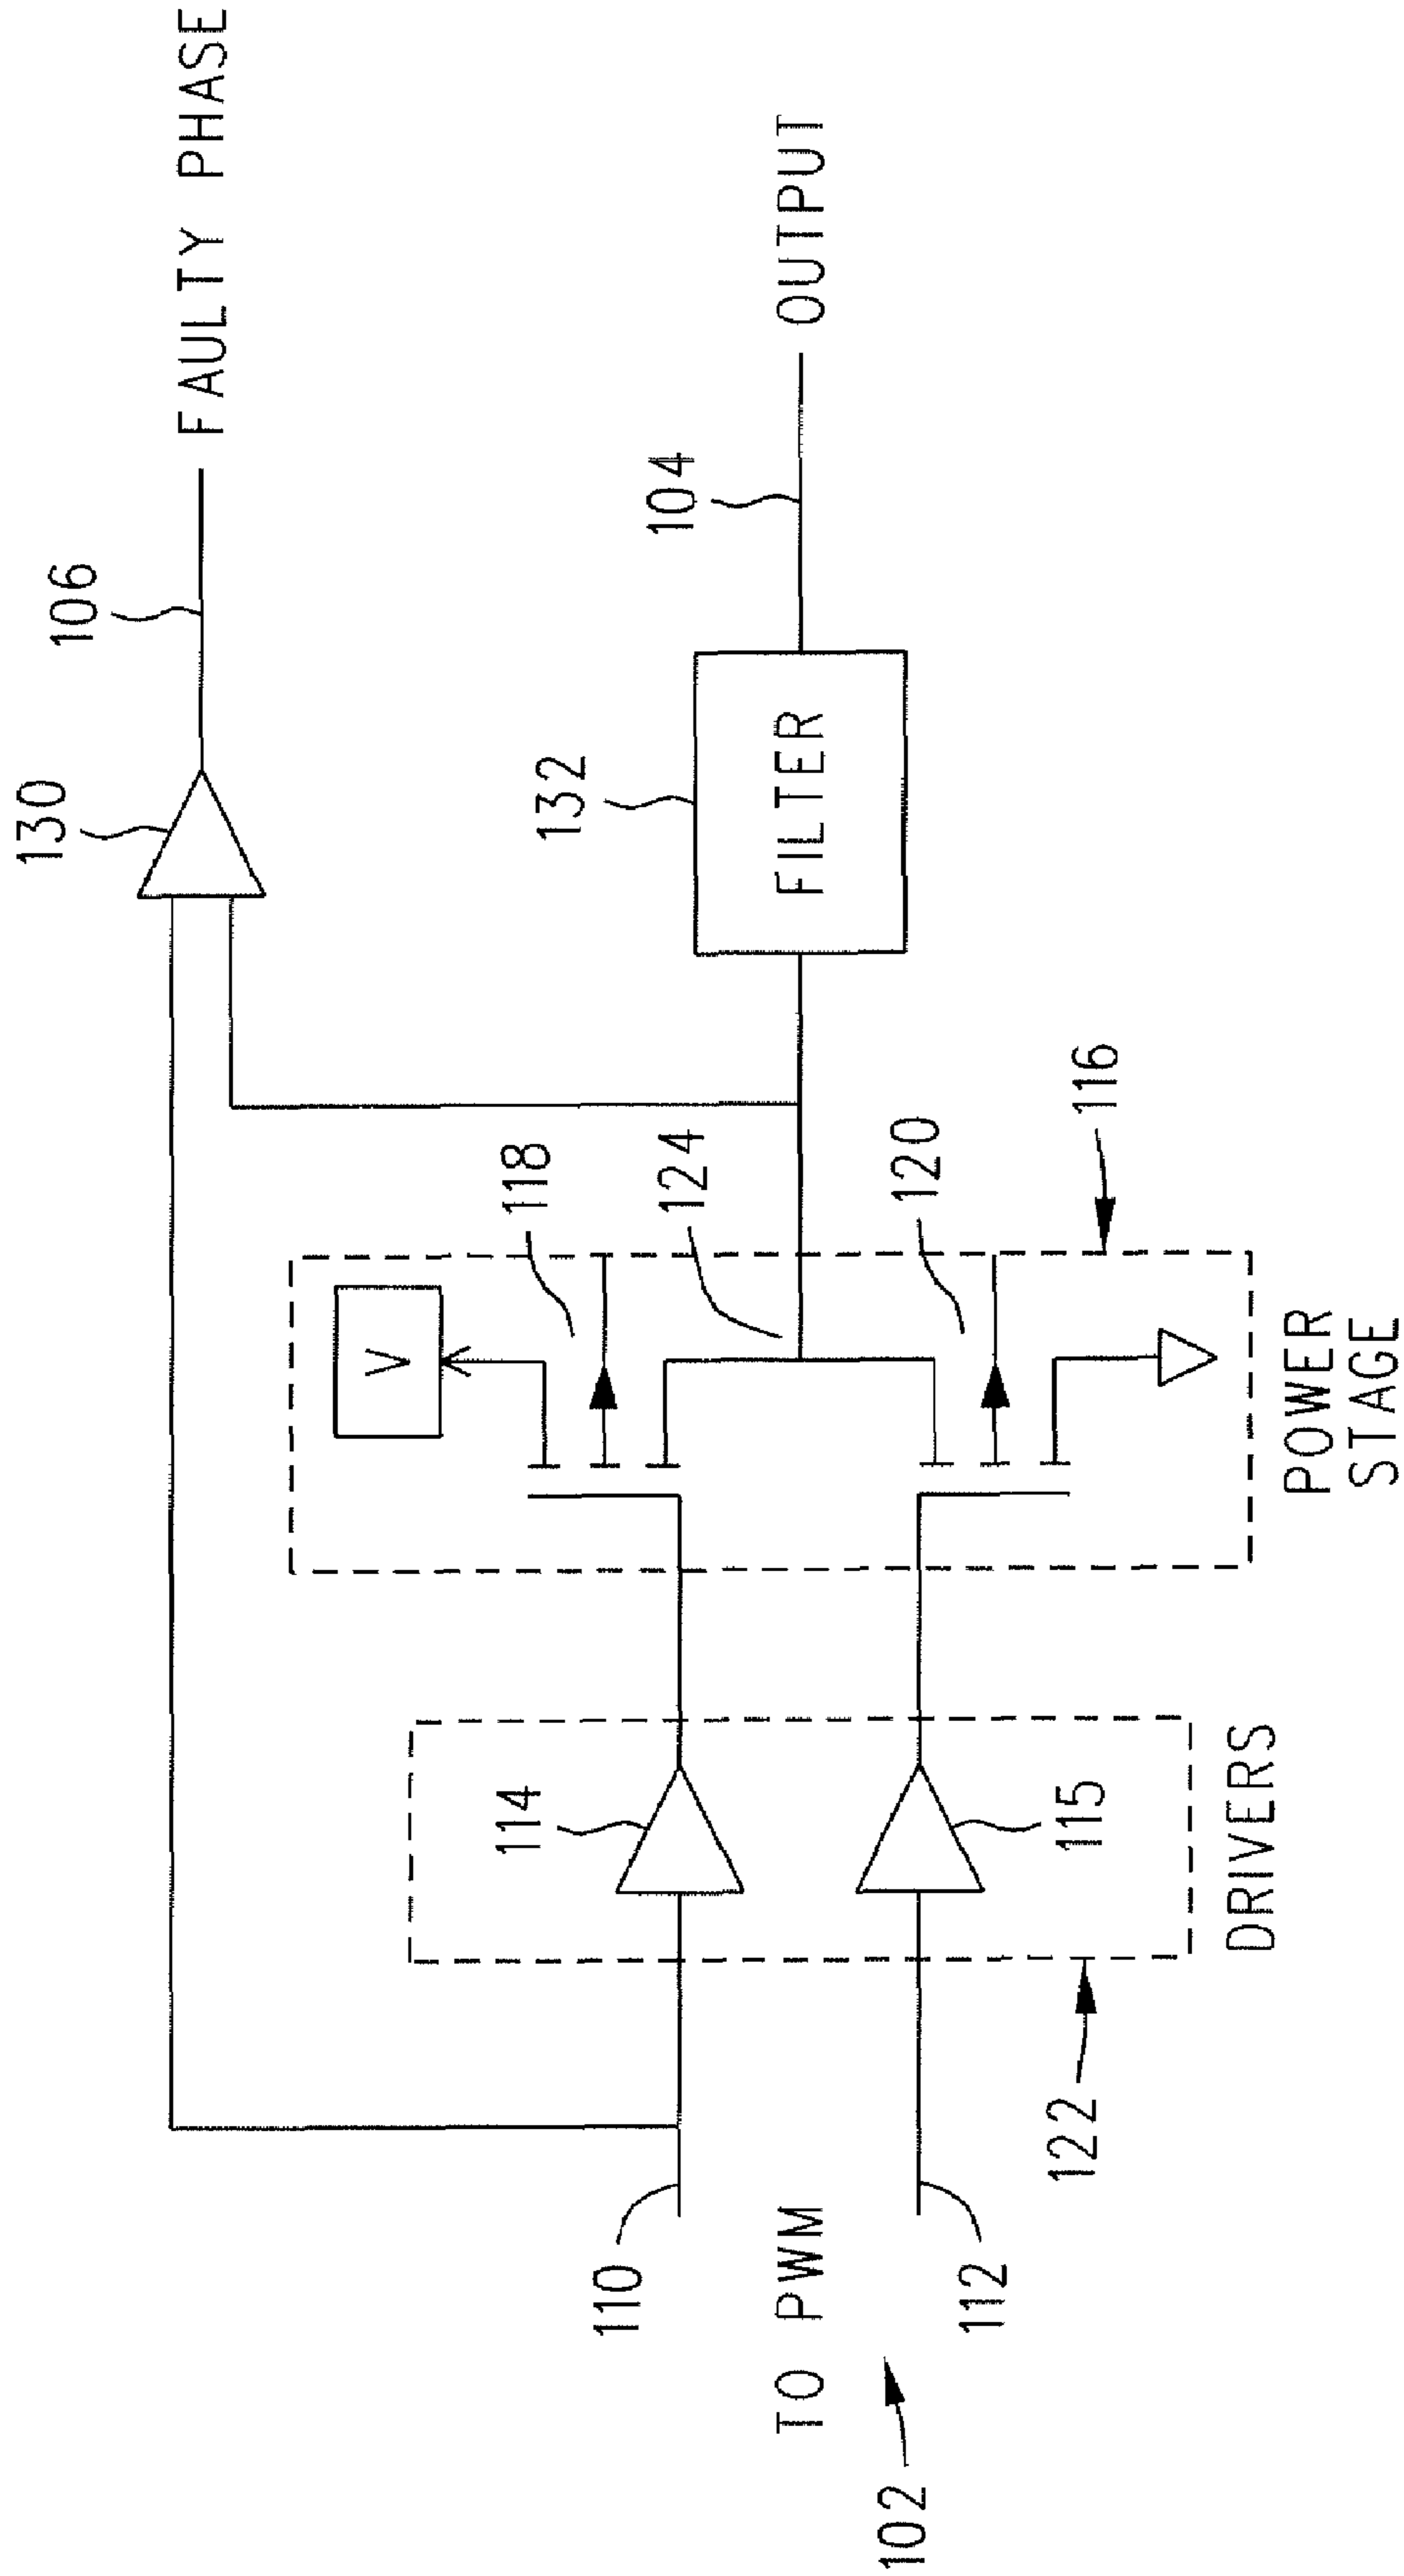 FAULTY PHASE
106
130
OUTPUT
104
132
FILTER
116
118
124
120
V
POWER
STAGE
114
115
DRIVERS
122
110
TO PWM
112
102